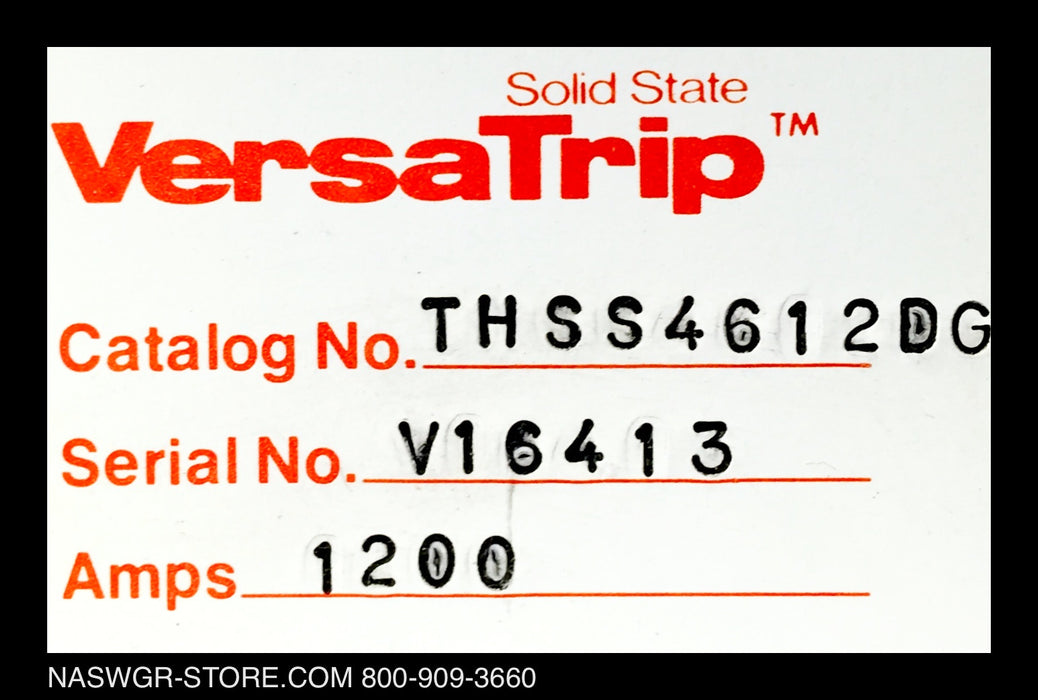 Solid State
VersaTrip™
Catalog No. THSS4612DG
Serial No. V16413
Amps 1200
NASWGR-STORE.COM 800-909-3660